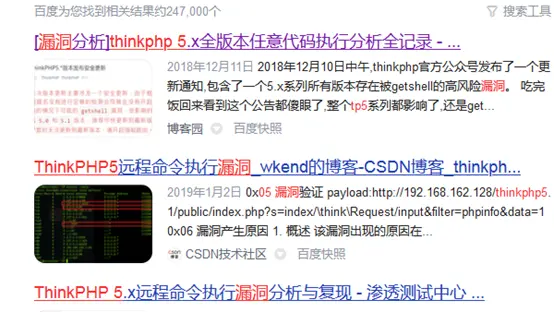 百度为您找到相关结果约247,000个 搜索工具
[漏洞分析]thinkphp 5.x全版本任意代码执行分析全记录 - ...
2018年12月11日 2018年12月10日中午,thinkphp官方公众号发布了一个更
新通知,包含了一个5.x系列所有版本存在被getshell的高风险漏洞。 吃完
饭回来看到这个公告都傻眼了,整个tp5系列都影响了,还是get...
博客园 百度快照
ThinkPHP5远程命令执行漏洞_wkend的博客-CSDN博客_thinkph...
2019年1月2日 0x05 漏洞验证 payload:http://192.168.162.128/thinkphp5.
1/public/index.php?s=index/\think\Request/input&filter=phpinfo&data=1
0x06 漏洞产生原因 1. 概述 该漏洞出现的原因在...
CSDN CSDN技术社区 百度快照
ThinkPHP 5.x远程命令执行漏洞分析与复现 - 渗透测试中心 ...